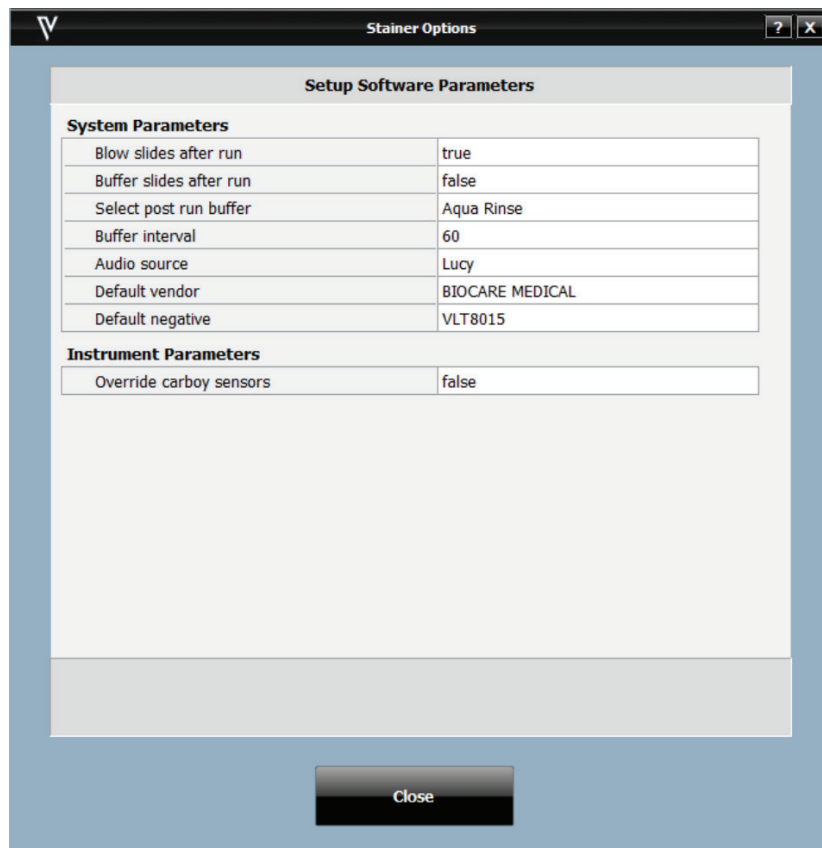 Stainer Options
? X
Setup Software Parameters
System Parameters
Blow slides after run true
Buffer slides after run false
Select post run buffer Aqua Rinse
Buffer interval 60
Audio source Lucy
Default vendor BIOCARE MEDICAL
Default negative VLT8015
Instrument Parameters
Override carboy sensors false
Close